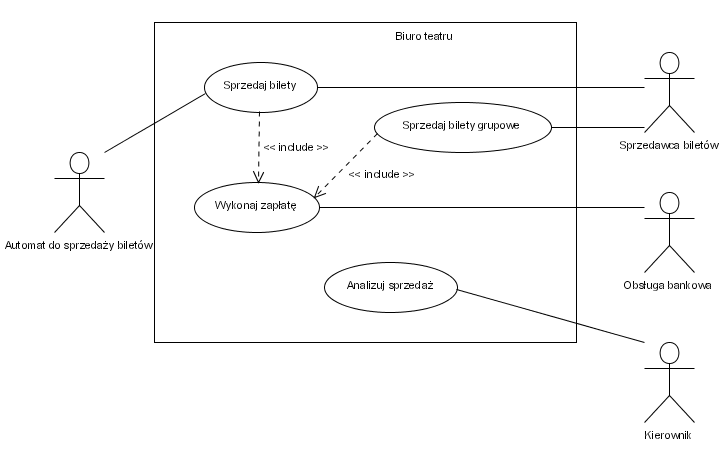 Biuro teatru
Sprzedaj bilety
Sprzedaj bilety grupowe
Sprzedawca biletów
<< include >>
<< include >>
Wykonaj zapłatę
Automat do sprzedaży biletów
Analizuj sprzedaż
Obsługa bankowa
Kierownik